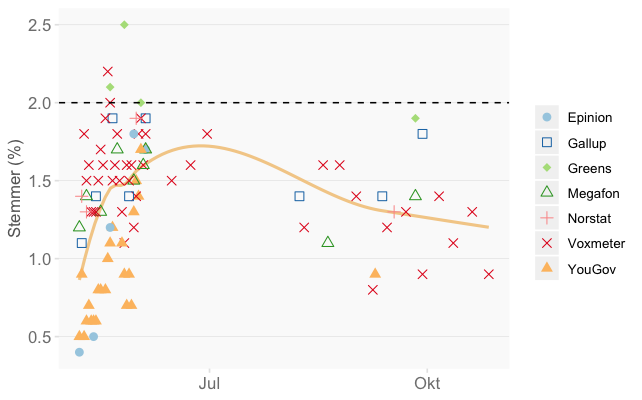 2.5
2.0
1.5
1.0
0.5
Stemmer (%)
Jul
Okt
Epinion
Gallup
Greens
Megafon
Norstat
Voxmeter
YouGov